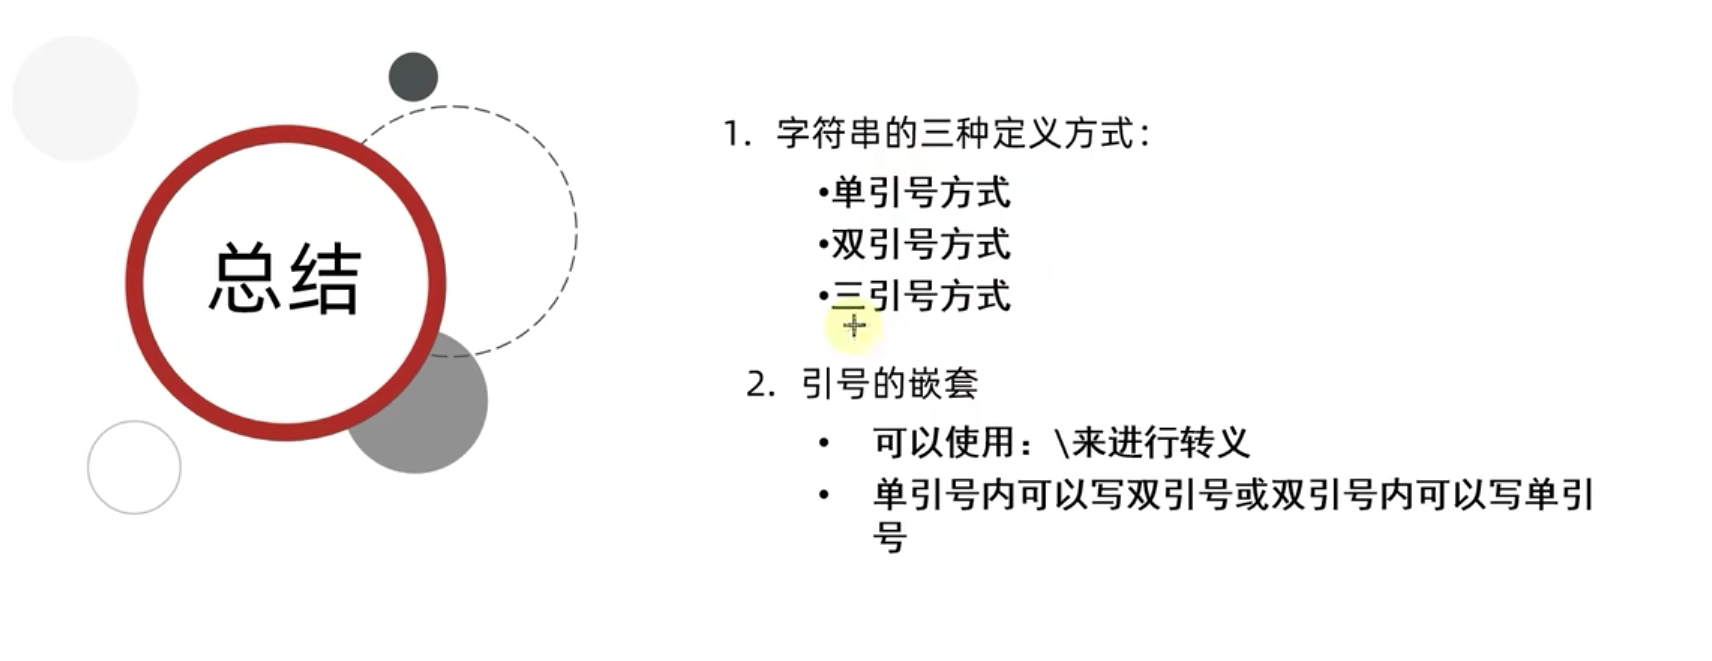 总结
1. 字符串的三种定义方式：
•单引号方式
•双引号方式
•三引号方式
2. 引号的嵌套
• 可以使用：\来进行转义
• 单引号内可以写双引号或双引号内可以写单引
号